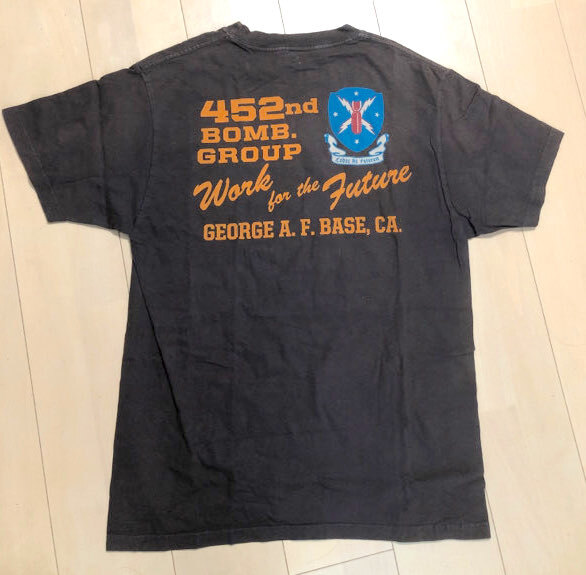 452nd
BOMB.
GROUP
Work for the Future
GEORGE A. F. BASE, CA.